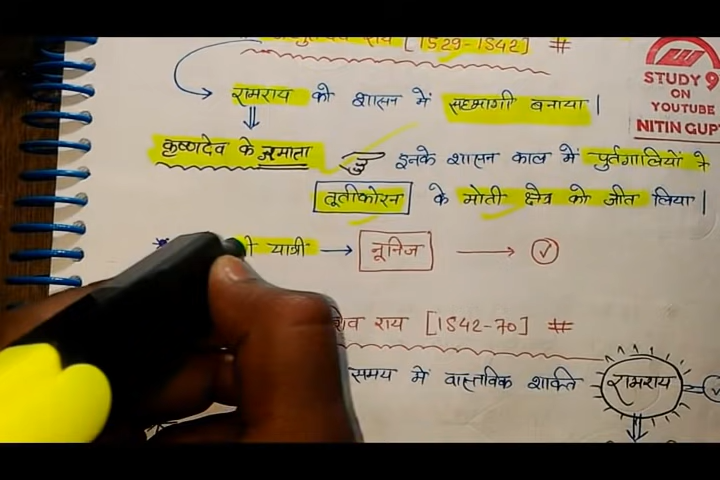 राय [1529-1542] #
रामराय को शासन में सहभागी बनाया |
कृष्णदेव के जमाता
इनके शासन काल में पुर्तगालियों ने
तूतीकोरन के मोती क्षेत्र को जीत लिया |
यात्री → नूनिज → ✓
राय [1542-70] #
समय में वास्तविक शक्ति रामराय
STUDY 9
ON
YOUTUBE
NITIN GUP